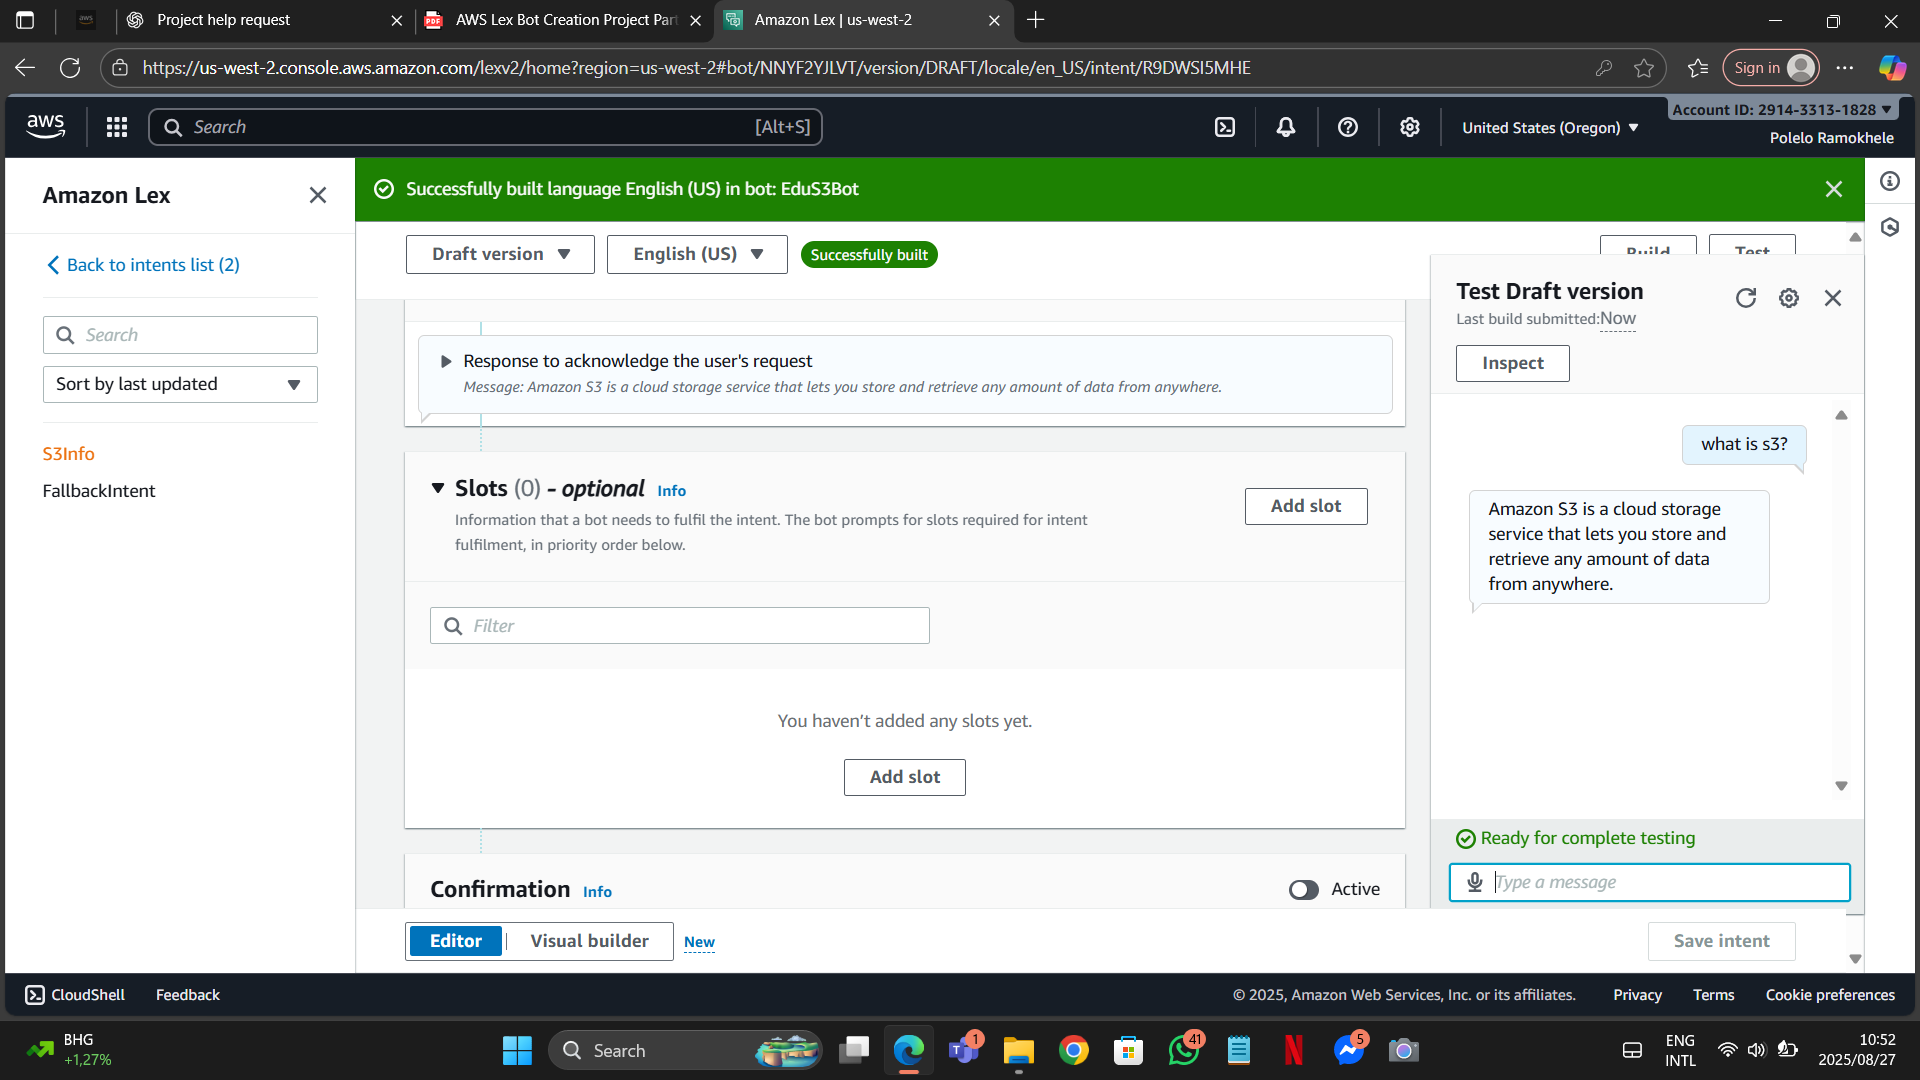 Project help request
AWS Lex Bot Creation Project Part
Amazon Lex | us-west-2
https://us-west-2.console.aws.amazon.com/lexv2/home?region=us-west-2#bot/NNYF2YJLVT/version/DRAFT/locale/en_US/intent/R9DWSI5MHE
Sign in
aws
Search
[Alt+S]
United States (Oregon)
Account ID: 2914-3313-1828
Polelo Ramokhele
Amazon Lex
Back to intents list (2)
Search
Sort by last updated
S3Info
FallbackIntent
Successfully built language English (US) in bot: EduS3Bot
Draft version
English (US)
Successfully built
Build
Test
Response to acknowledge the user's request
Message: Amazon S3 is a cloud storage service that lets you store and retrieve any amount of data from anywhere.
Slots (0) - optional Info
Information that a bot needs to fulfil the intent. The bot prompts for slots required for intent
fulfilment, in priority order below.
Add slot
Filter
You haven’t added any slots yet.
Add slot
Confirmation Info
Active
Editor
Visual builder
New
Save intent
Test Draft version
Last build submitted:Now
Inspect
what is s3?
Amazon S3 is a cloud storage
service that lets you store and
retrieve any amount of data
from anywhere.
Ready for complete testing
Type a message
CloudShell
Feedback
© 2025, Amazon Web Services, Inc. or its affiliates.
Privacy
Terms
Cookie preferences
BHG
+1,27%
Search
1
41
5
ENG
INTL
10:52
2025/08/27